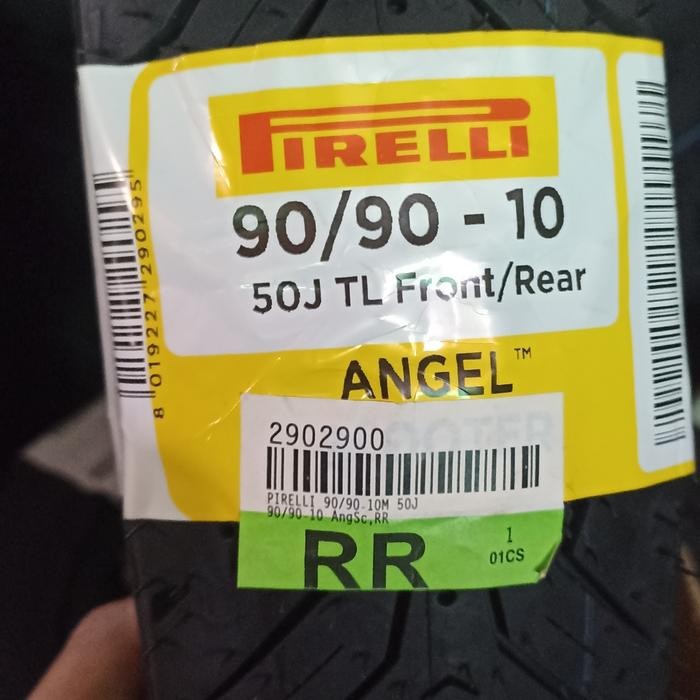 PIRELLI
90/90 - 10
50J TL Front/Rear
ANGEL™
SCOOTER
2902900
PIRELLI 90/90-10M 50J
90/90-10 AngSc,RR
RR
1
01CS
8 019227 290295